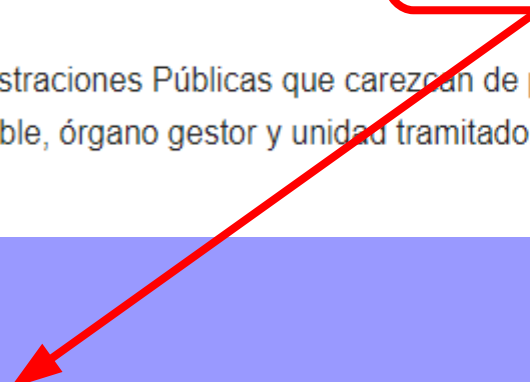 straciones Públicas que carezcan de
ble, órgano gestor y unidad tramitado